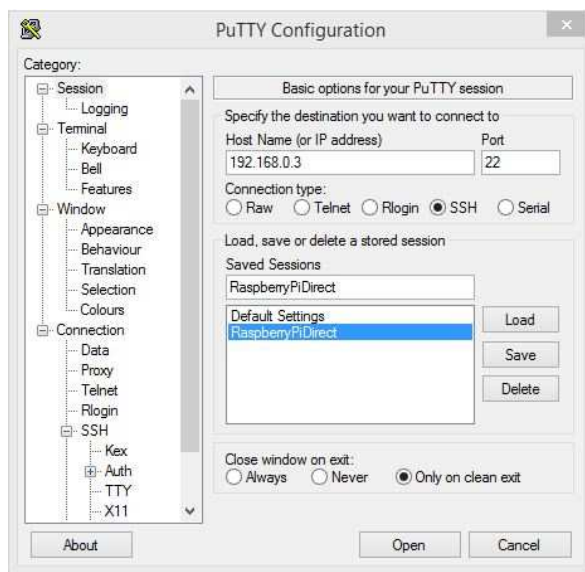 PuTTY Configuration
Category:
Session
Logging
Terminal
Keyboard
Bell
Features
Window
Appearance
Behaviour
Translation
Selection
Colours
Connection
Data
Proxy
Telnet
Rlogin
SSH
Kex
Auth
TTY
X11
Basic options for your PuTTY session
Specify the destination you want to connect to
Host Name (or IP address) Port
192.168.0.3 22
Connection type:
Raw Telnet Rlogin SSH Serial
Load, save or delete a stored session
Saved Sessions
RaspberryPiDirect
Default Settings
RaspberryPiDirect
Load
Save
Delete
Close window on exit:
Always Never Only on clean exit
About Open Cancel